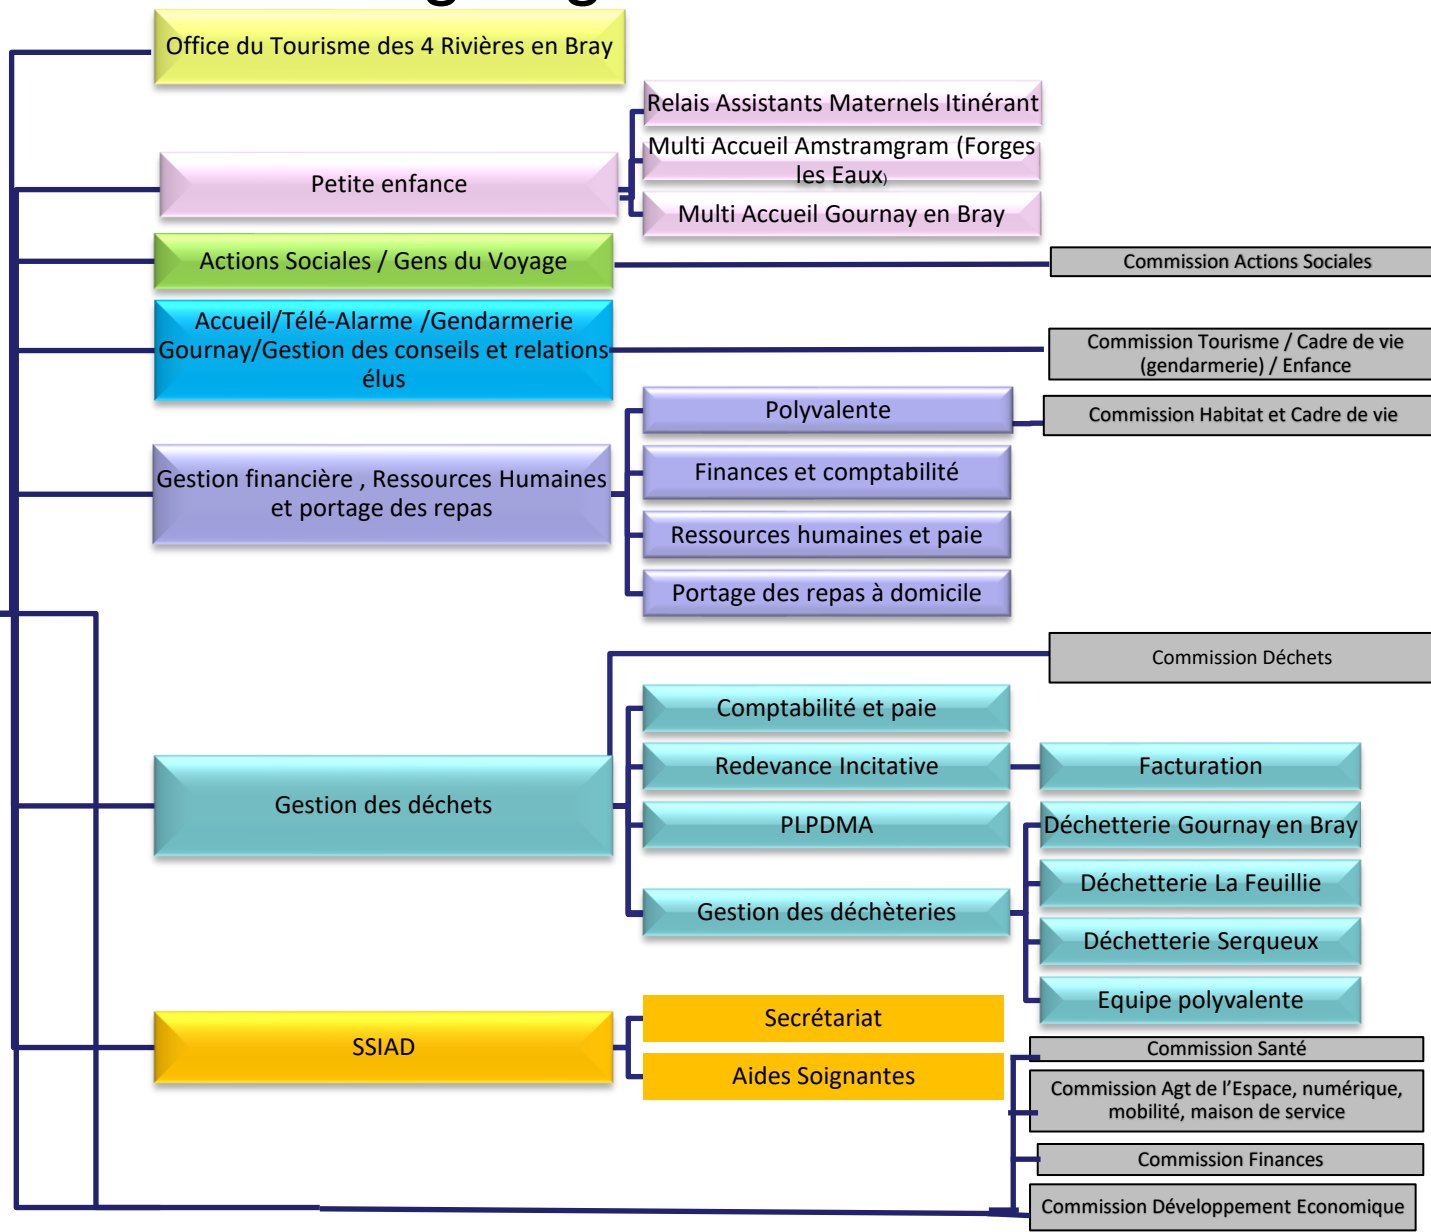 Office du Tourisme des 4 Rivières en Bray
Relais Assistants Maternels Itinérant
Multi Accueil Amstramgram (Forges
les Eaux)
Petite enfance
Multi Accueil Gournay en Bray
Actions Sociales / Gens du Voyage
Commission Actions Sociales
Accueil/Télé-Alarme /Gendarmerie
Gournay/Gestion des conseils et relations
élus
Commission Tourisme / Cadre de vie
(gendarmerie) / Enfance
Polyvalente
Commission Habitat et Cadre de vie
Gestion financière , Ressources Humaines
et portage des repas
Finances et comptabilité
Ressources humaines et paie
Portage des repas à domicile
Commission Déchets
Comptabilité et paie
Redevance Incitative
Facturation
Gestion des déchets
PLPDMA
Déchetterie Gournay en Bray
Déchetterie La Feuillie
Gestion des déchèteries
Déchetterie Serqueux
Equipe polyvalente
Secrétariat
SSIAD
Aides Soignantes
Commission Santé
Commission Agt de l’Espace, numérique,
mobilité, maison de service
Commission Finances
Commission Développement Economique